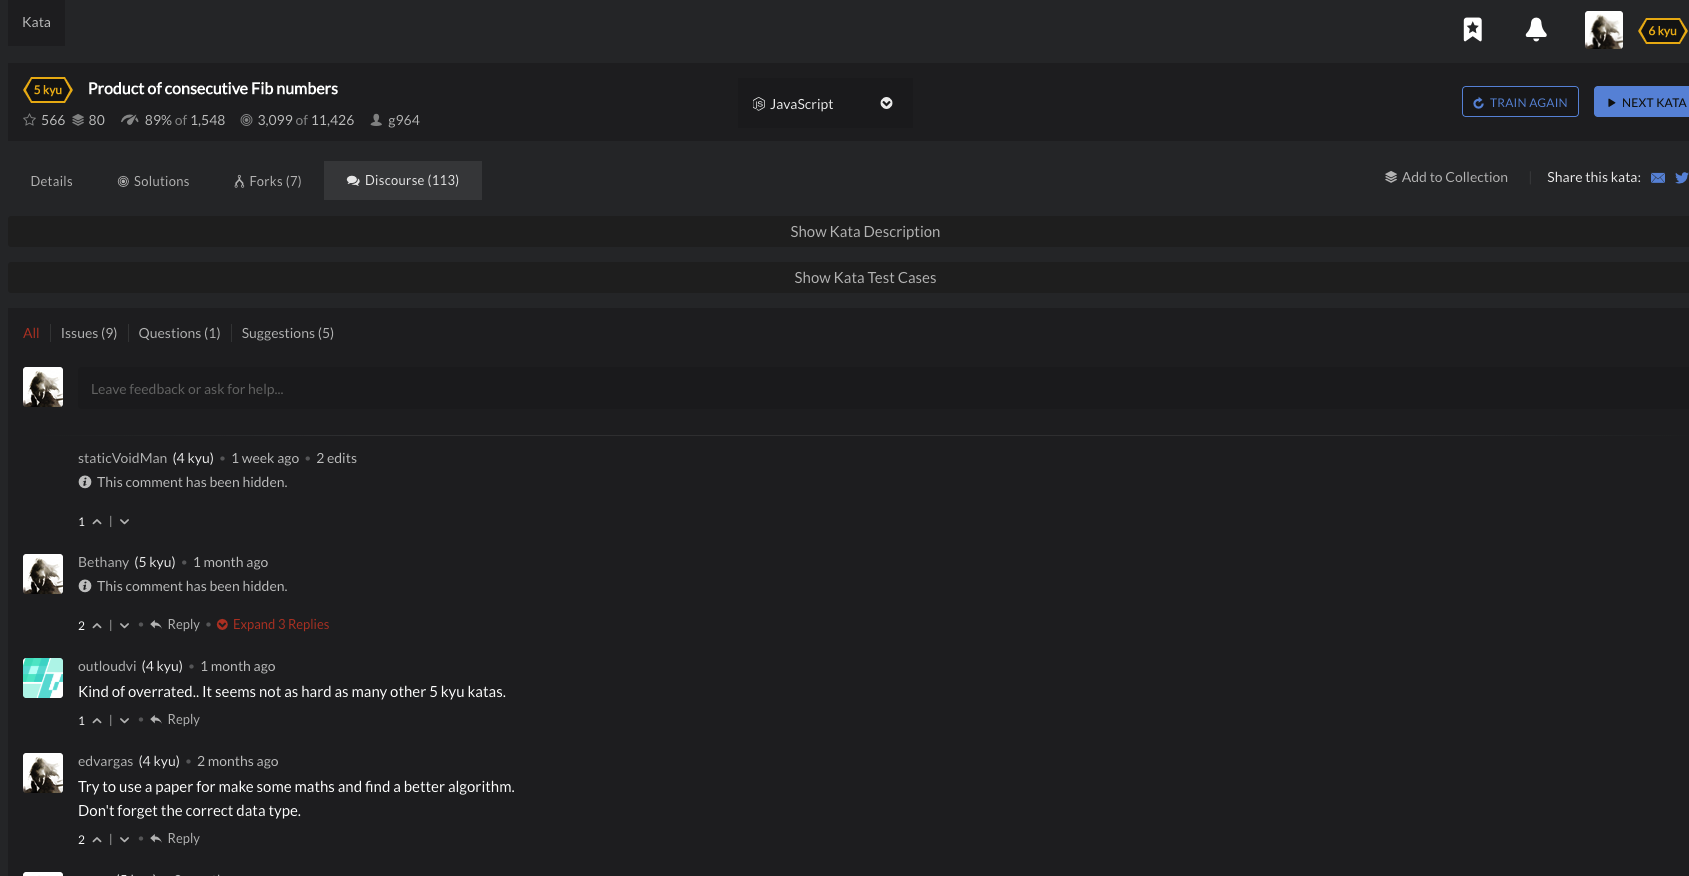 Kata
6 kyu
5 kyu Product of consecutive Fib numbers
566 80 89% of 1,548 3,099 of 11,426 g964
JavaScript
TRAIN AGAIN
NEXT KATA
Details Solutions Forks (7) Discourse (113)
Add to Collection Share this kata:
Show Kata Description
Show Kata Test Cases
All Issues (9) Questions (1) Suggestions (5)
Leave feedback or ask for help...
staticVoidMan (4 kyu) • 1 week ago • 2 edits
This comment has been hidden.
1 |
Bethany (5 kyu) • 1 month ago
This comment has been hidden.
2 | • Reply • Expand 3 Replies
outloudvi (4 kyu) • 1 month ago
Kind of overrated.. It seems not as hard as many other 5 kyu katas.
1 | • Reply
edvargas (4 kyu) • 2 months ago
Try to use a paper for make some maths and find a better algorithm.
Don't forget the correct data type.
2 | • Reply